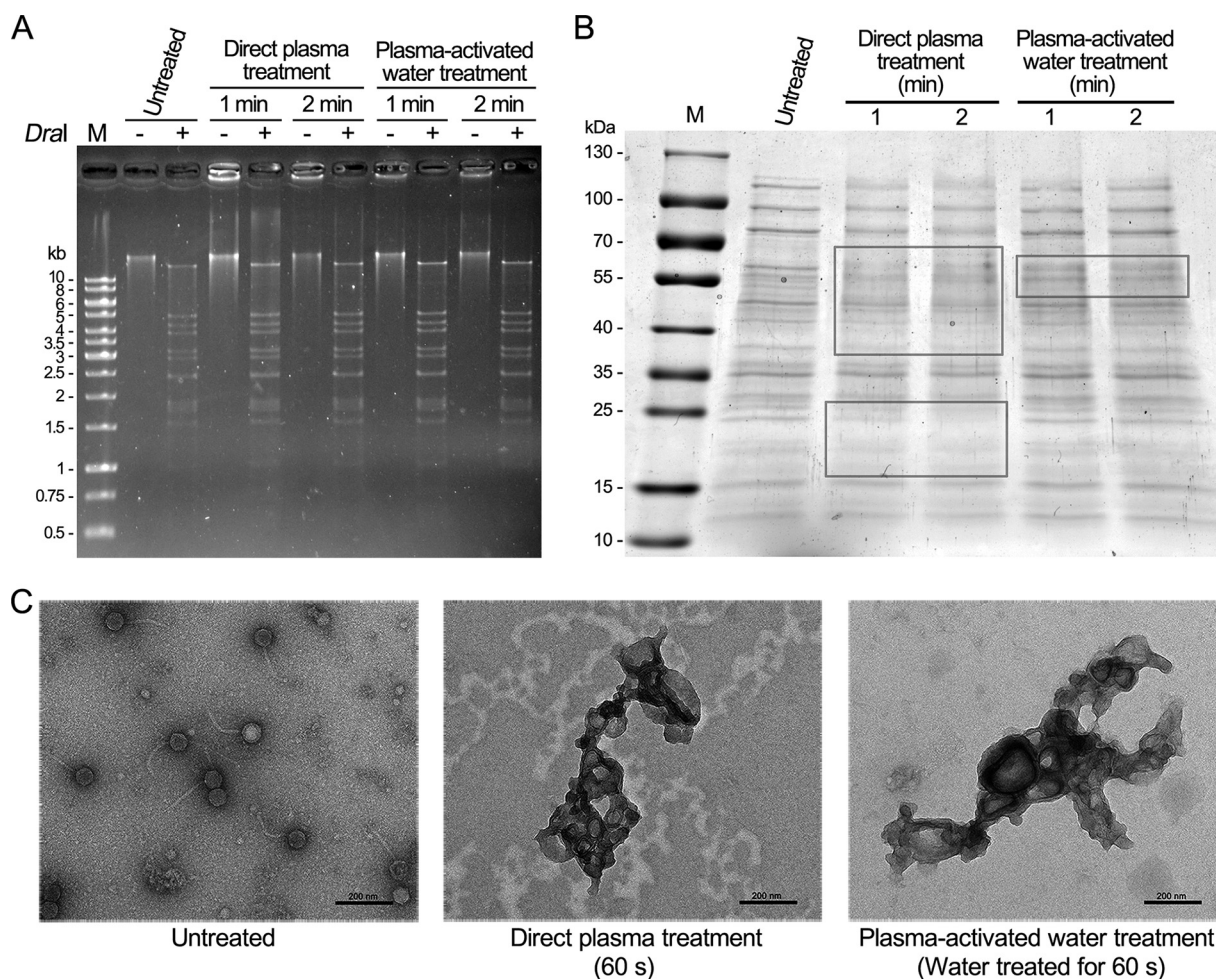 A
Untreated
Direct plasma
treatment
Plasma-activated
water treatment
1 min
2 min
1 min
2 min
DraI
M
-
+
-
+
-
+
-
+
-
+
kb
10 -
8 -
6 -
5 -
4 -
3.5 -
3 -
2.5 -
2 -
1.5 -
1 -
0.75 -
0.5 -
B
M
Untreated
Direct plasma
treatment
(min)
1
2
Plasma-activated
water treatment
(min)
1
2
kDa
130 -
100 -
70 -
55 -
40 -
35 -
25 -
15 -
10 -
C
200 nm
Untreated
200 nm
Direct plasma treatment
(60 s)
200 nm
Plasma-activated water treatment
(Water treated for 60 s)